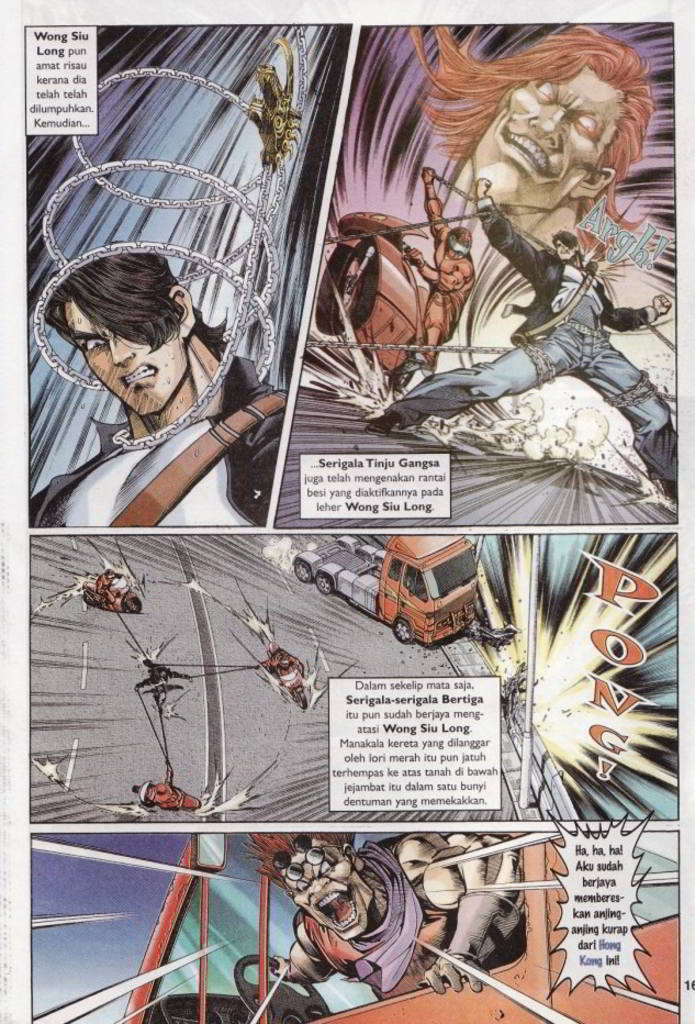 Wong Siu
Long pun
amat risau
kerana dia
telah telah
dilumpuhkan.
Kemudian...
Argh!
...Serigala Tinju Gangsa
juga telah mengenakan rantai
besi yang diaktifkannya pada
leher Wong Siu Long.
PONG!
Dalam sekelip mata saja,
Serigala-serigala Bertiga
itu pun sudah berjaya meng-
atasi Wong Siu Long.
Manakala kereta yang dilanggar
oleh lori merah itu pun jatuh
terhempas ke atas tanah di bawah
jejambat itu dalam satu bunyi
dentuman yang memekakkan.
Ha, ha, ha!
Aku sudah
berjaya
memberes-
kan anjing-
anjing kurap
dari Hong
Kong ini!
16